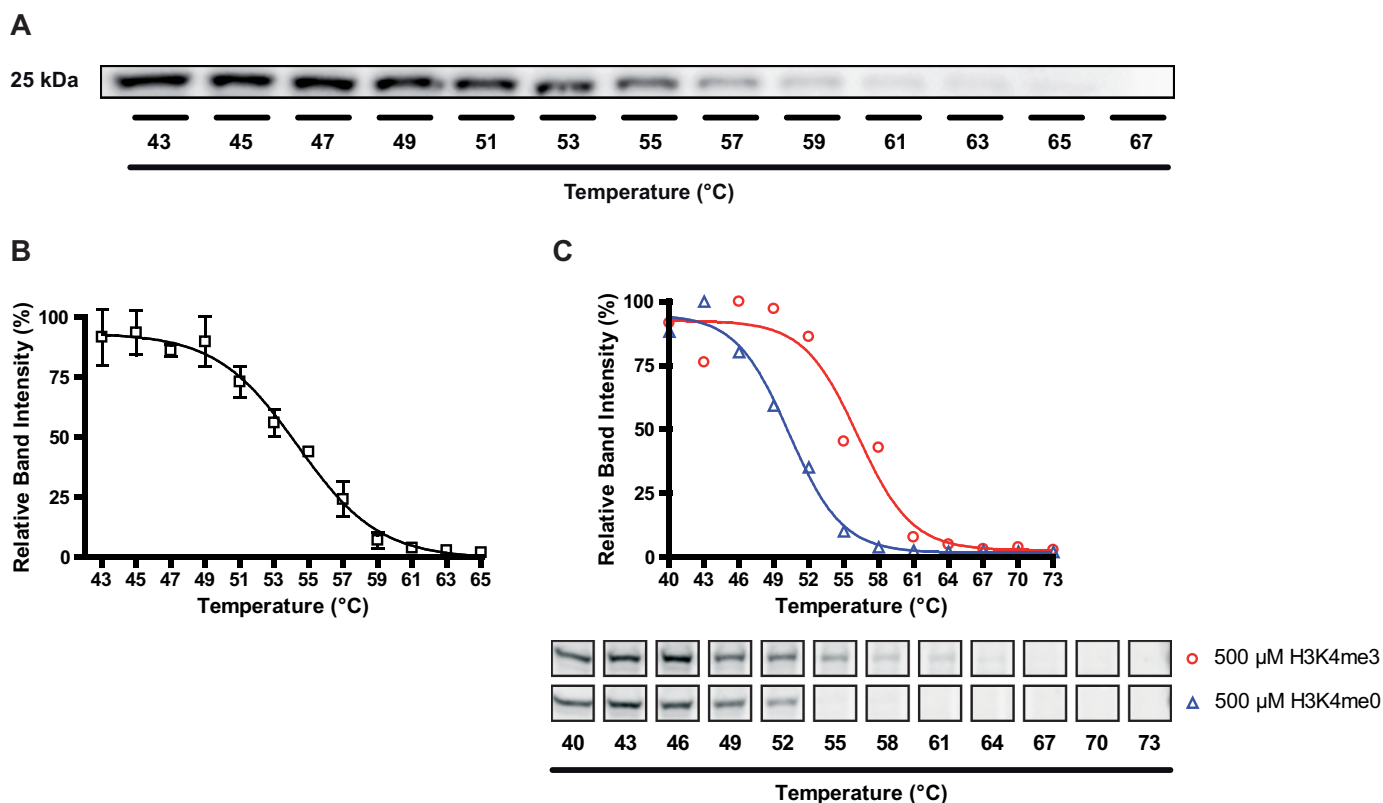 A
25 kDa
43 45 47 49 51 53 55 57 59 61 63 65 67
Temperature (°C)
B
Relative Band Intensity (%)
100
75
50
25
0
43 45 47 49 51 53 55 57 59 61 63 65
Temperature (°C)
C
Relative Band Intensity (%)
100
75
50
25
0
40 43 46 49 52 55 58 61 64 67 70 73
Temperature (°C)
500 µM H3K4me3
500 µM H3K4me0
40 43 46 49 52 55 58 61 64 67 70 73
Temperature (°C)